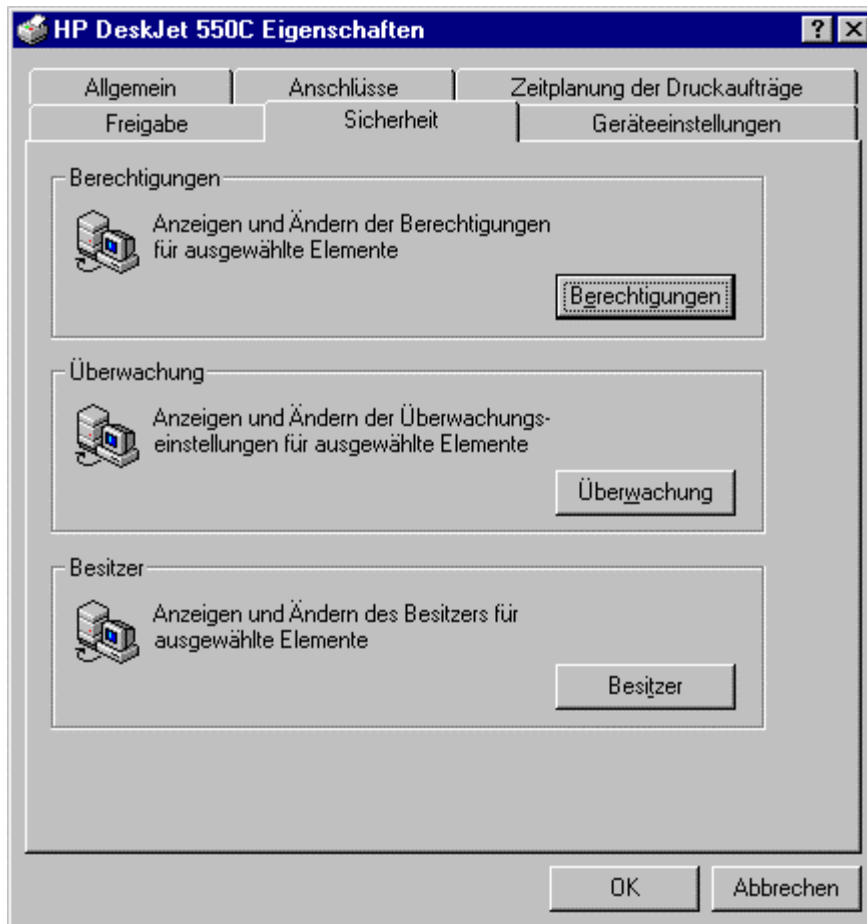 HP DeskJet 550C Eigenschaften
Allgemein
Anschlüsse
Zeitplanung der Druckaufträge
Freigabe
Sicherheit
Geräteeinstellungen
Berechtigungen
Anzeigen und Ändern der Berechtigungen
für ausgewählte Elemente
Berechtigungen
Überwachung
Anzeigen und Ändern der Überwachungs-
einstellungen für ausgewählte Elemente
Überwachung
Besitzer
Anzeigen und Ändern des Besitzers für
ausgewählte Elemente
Besitzer
OK
Abbrechen